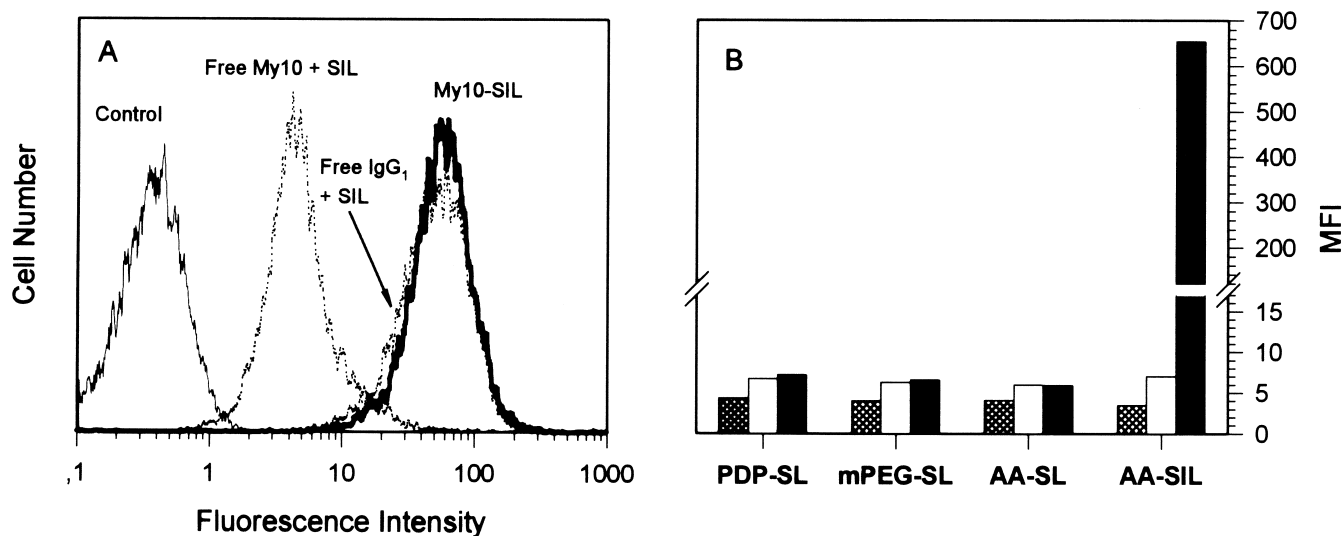 A
Free My10 + SIL
My10-SIL
Control
Free IgG₁
+ SIL
Cell Number
,1
1
10
100
1000
Fluorescence Intensity
B
700
600
500
400
300
200
15
10
5
0
MFI
PDP-SL
mPEG-SL
AA-SL
AA-SIL